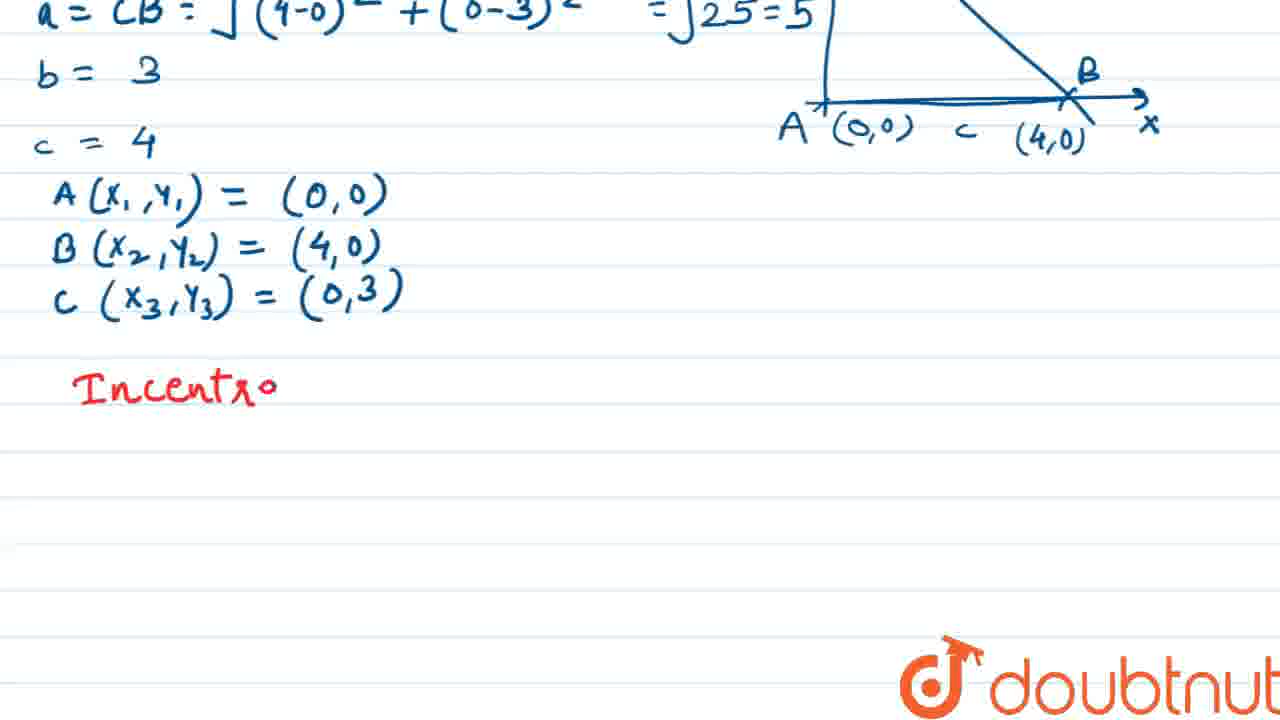 a = CB = √(4-0)² + (0-3)² = √25 = 5
b = 3
B
A (0,0) c (4,0) x
c = 4
A (x₁, y₁) = (0,0)
B (x₂, y₂) = (4,0)
C (x₃, y₃) = (0,3)
Incentre
doubtnut